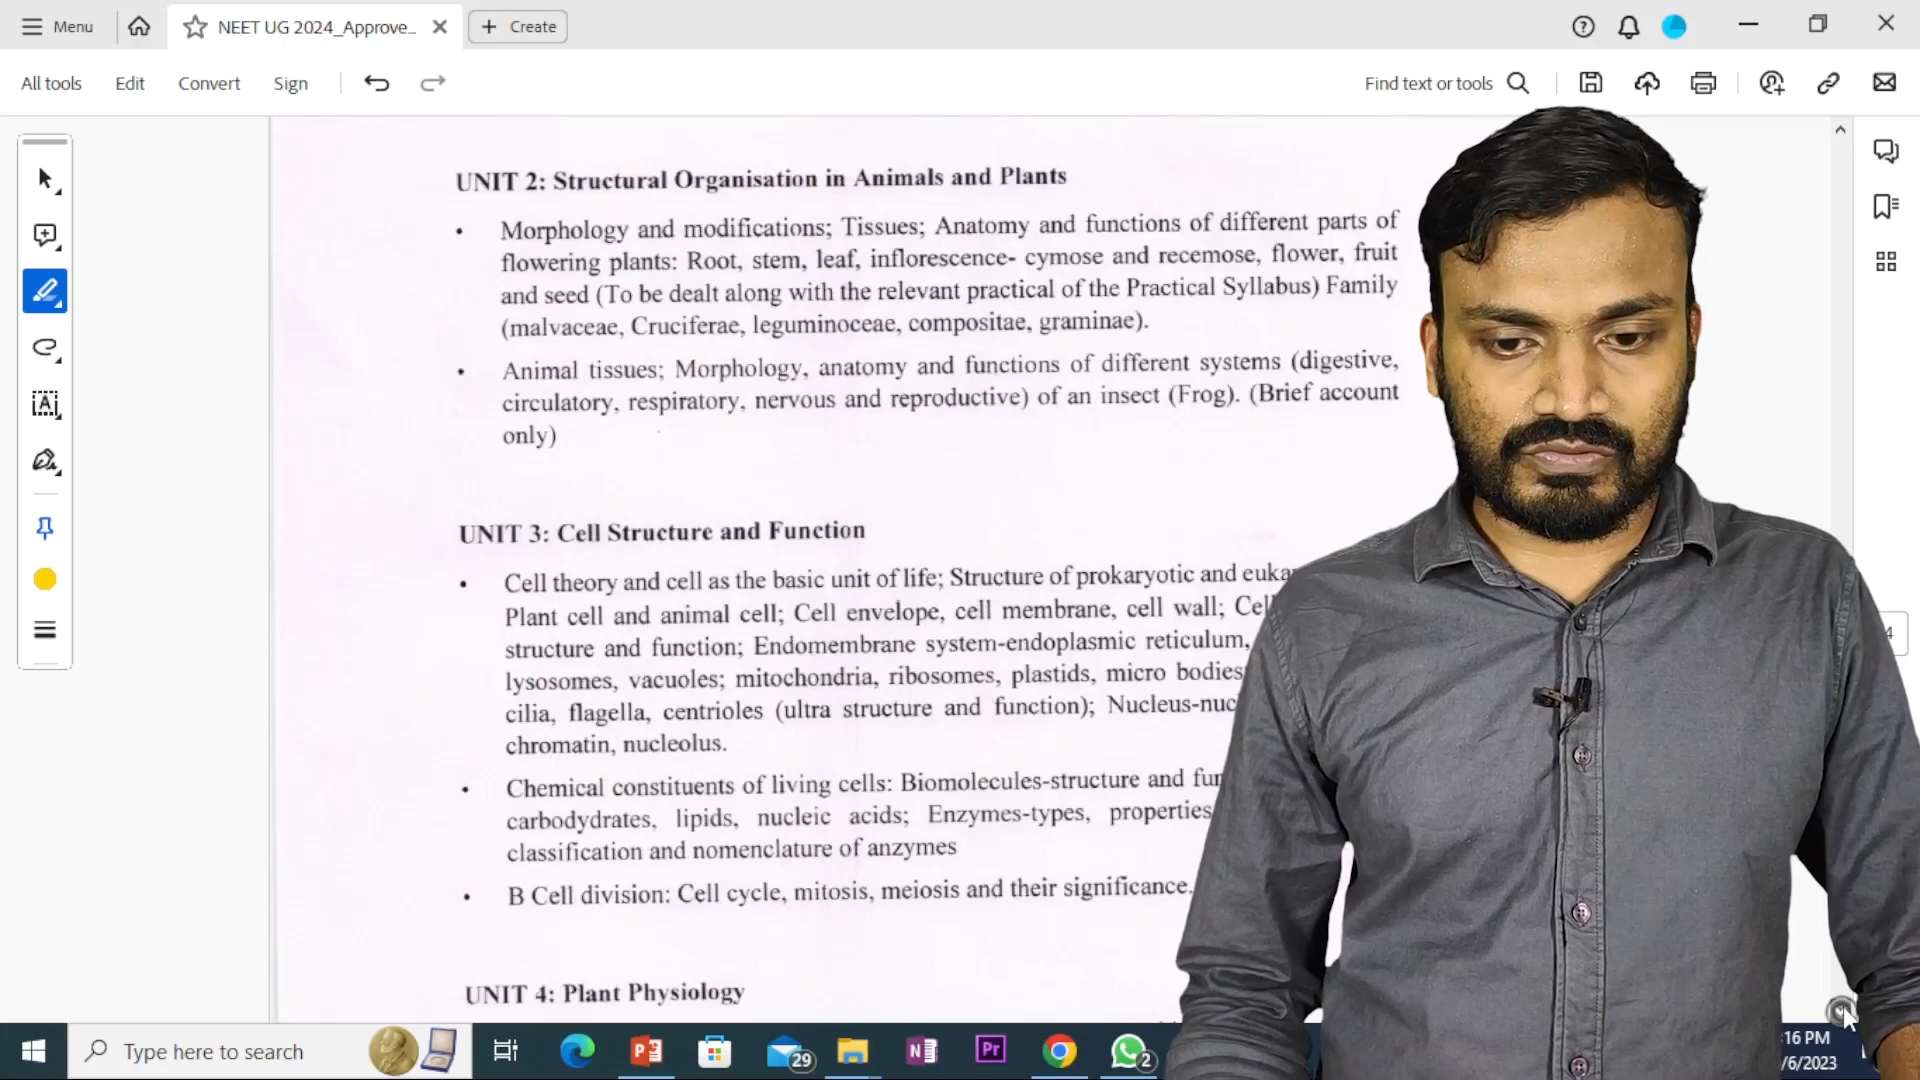 Menu
NEET UG 2024_Approve...
Create
All tools
Edit
Convert
Sign
Find text or tools
UNIT 2: Structural Organisation in Animals and Plants
• Morphology and modifications; Tissues; Anatomy and functions of different parts of
flowering plants: Root, stem, leaf, inflorescence- cymose and recemose, flower, fruit
and seed (To be dealt along with the relevant practical of the Practical Syllabus) Family
(malvaceae, Cruciferae, leguminoceae, compositae, graminae).
• Animal tissues; Morphology, anatomy and functions of different systems (digestive,
circulatory, respiratory, nervous and reproductive) of an insect (Frog). (Brief account
only)
UNIT 3: Cell Structure and Function
• Cell theory and cell as the basic unit of life; Structure of prokaryotic and
Plant cell and animal cell; Cell envelope, cell membrane, cell wall;
structure and function; Endomembrane system-endoplasmic reticulum,
lysosomes, vacuoles; mitochondria, ribosomes, plastids, micro bodies
cilia, flagella, centrioles (ultra structure and function);
chromatin, nucleolus.
• Chemical constituents of living cells: Biomolecules-structure and
carbodydrates, lipids, nucleic acids; Enzymes-types, properties
classification and nomenclature of anzymes
• B Cell division: Cell cycle, mitosis, meiosis and their significance.
UNIT 4: Plant Physiology
4
Type here to search
29
Pr
2
:16 PM
/6/2023